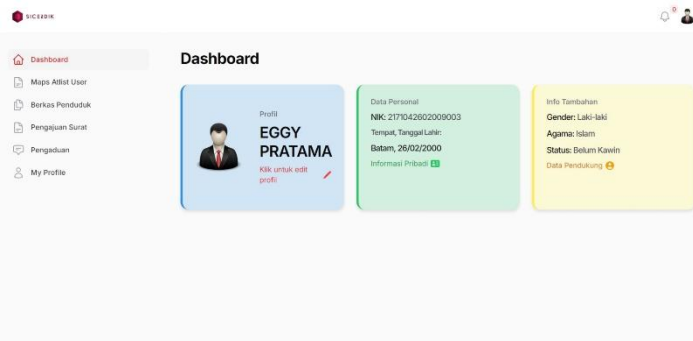 SICEADIK
0
Dashboard
Maps Atlist User
Berkas Penduduk
Pengajuan Surat
Pengaduan
My Profile
Dashboard
Profil
EGGY
PRATAMA
Klik untuk edit
profil
Data Personal
NIK: 2171042602009003
Tempat, Tanggal Lahir:
Batam, 26/02/2000
Informasi Pribadi
Info Tambahan
Gender: Laki-laki
Agama: Islam
Status: Belum Kawin
Data Pendukung